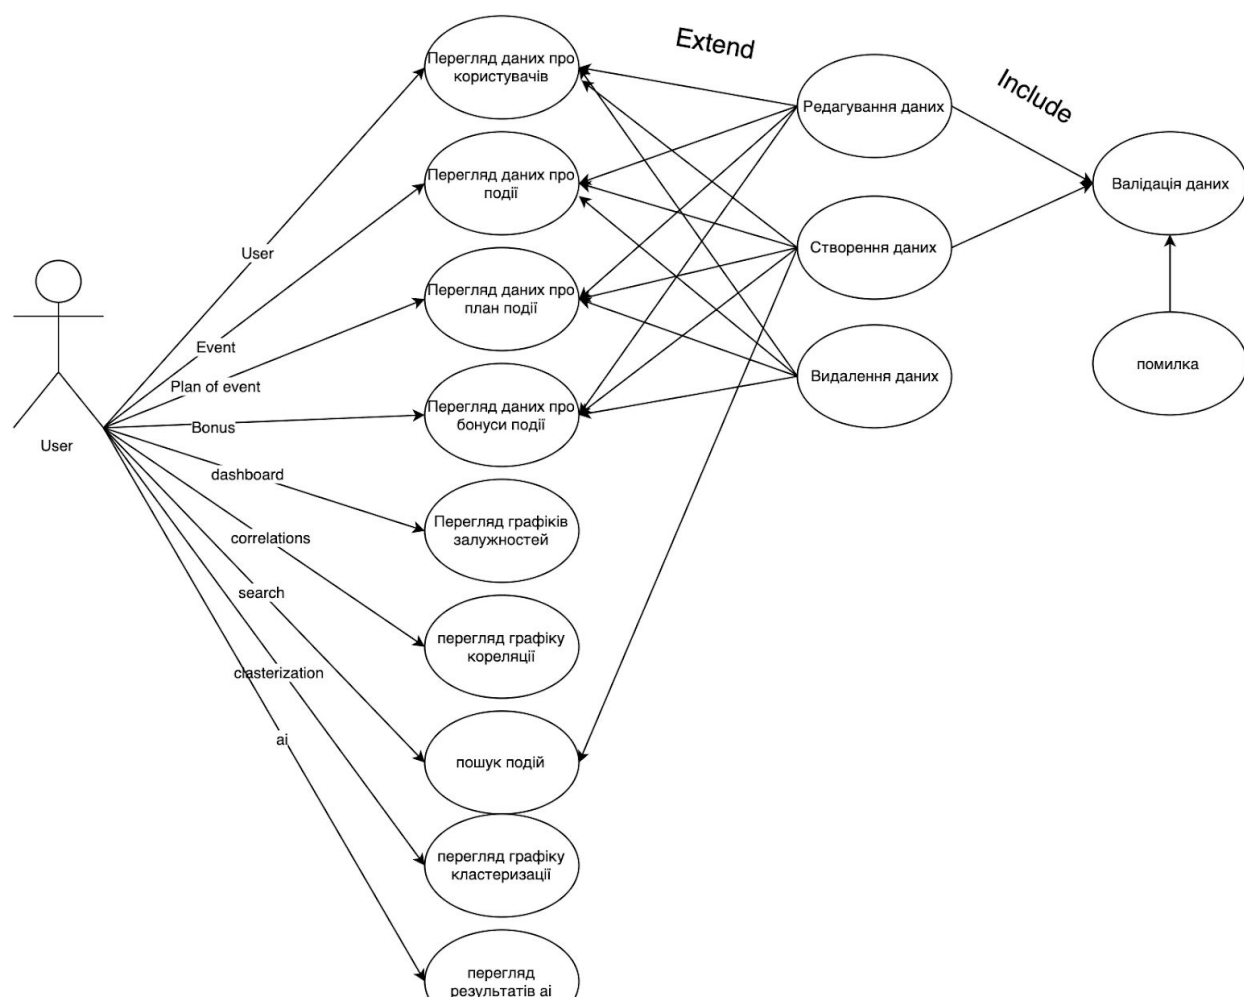 Перегляд даних про
користувачів
Extend
Редагування даних
Include
Перегляд даних про
події
Валідація даних
User
Створення даних
Перегляд даних про
план події
Event
Plan of event
помилка
Видалення даних
Перегляд даних про
бонуси події
Bonus
User
dashboard
Перегляд графіків
залужностей
correlations
search
перегляд графіку
кореляції
clasterization
ai
пошук подій
перегляд графіку
кластеризації
перегляд
результатів аі